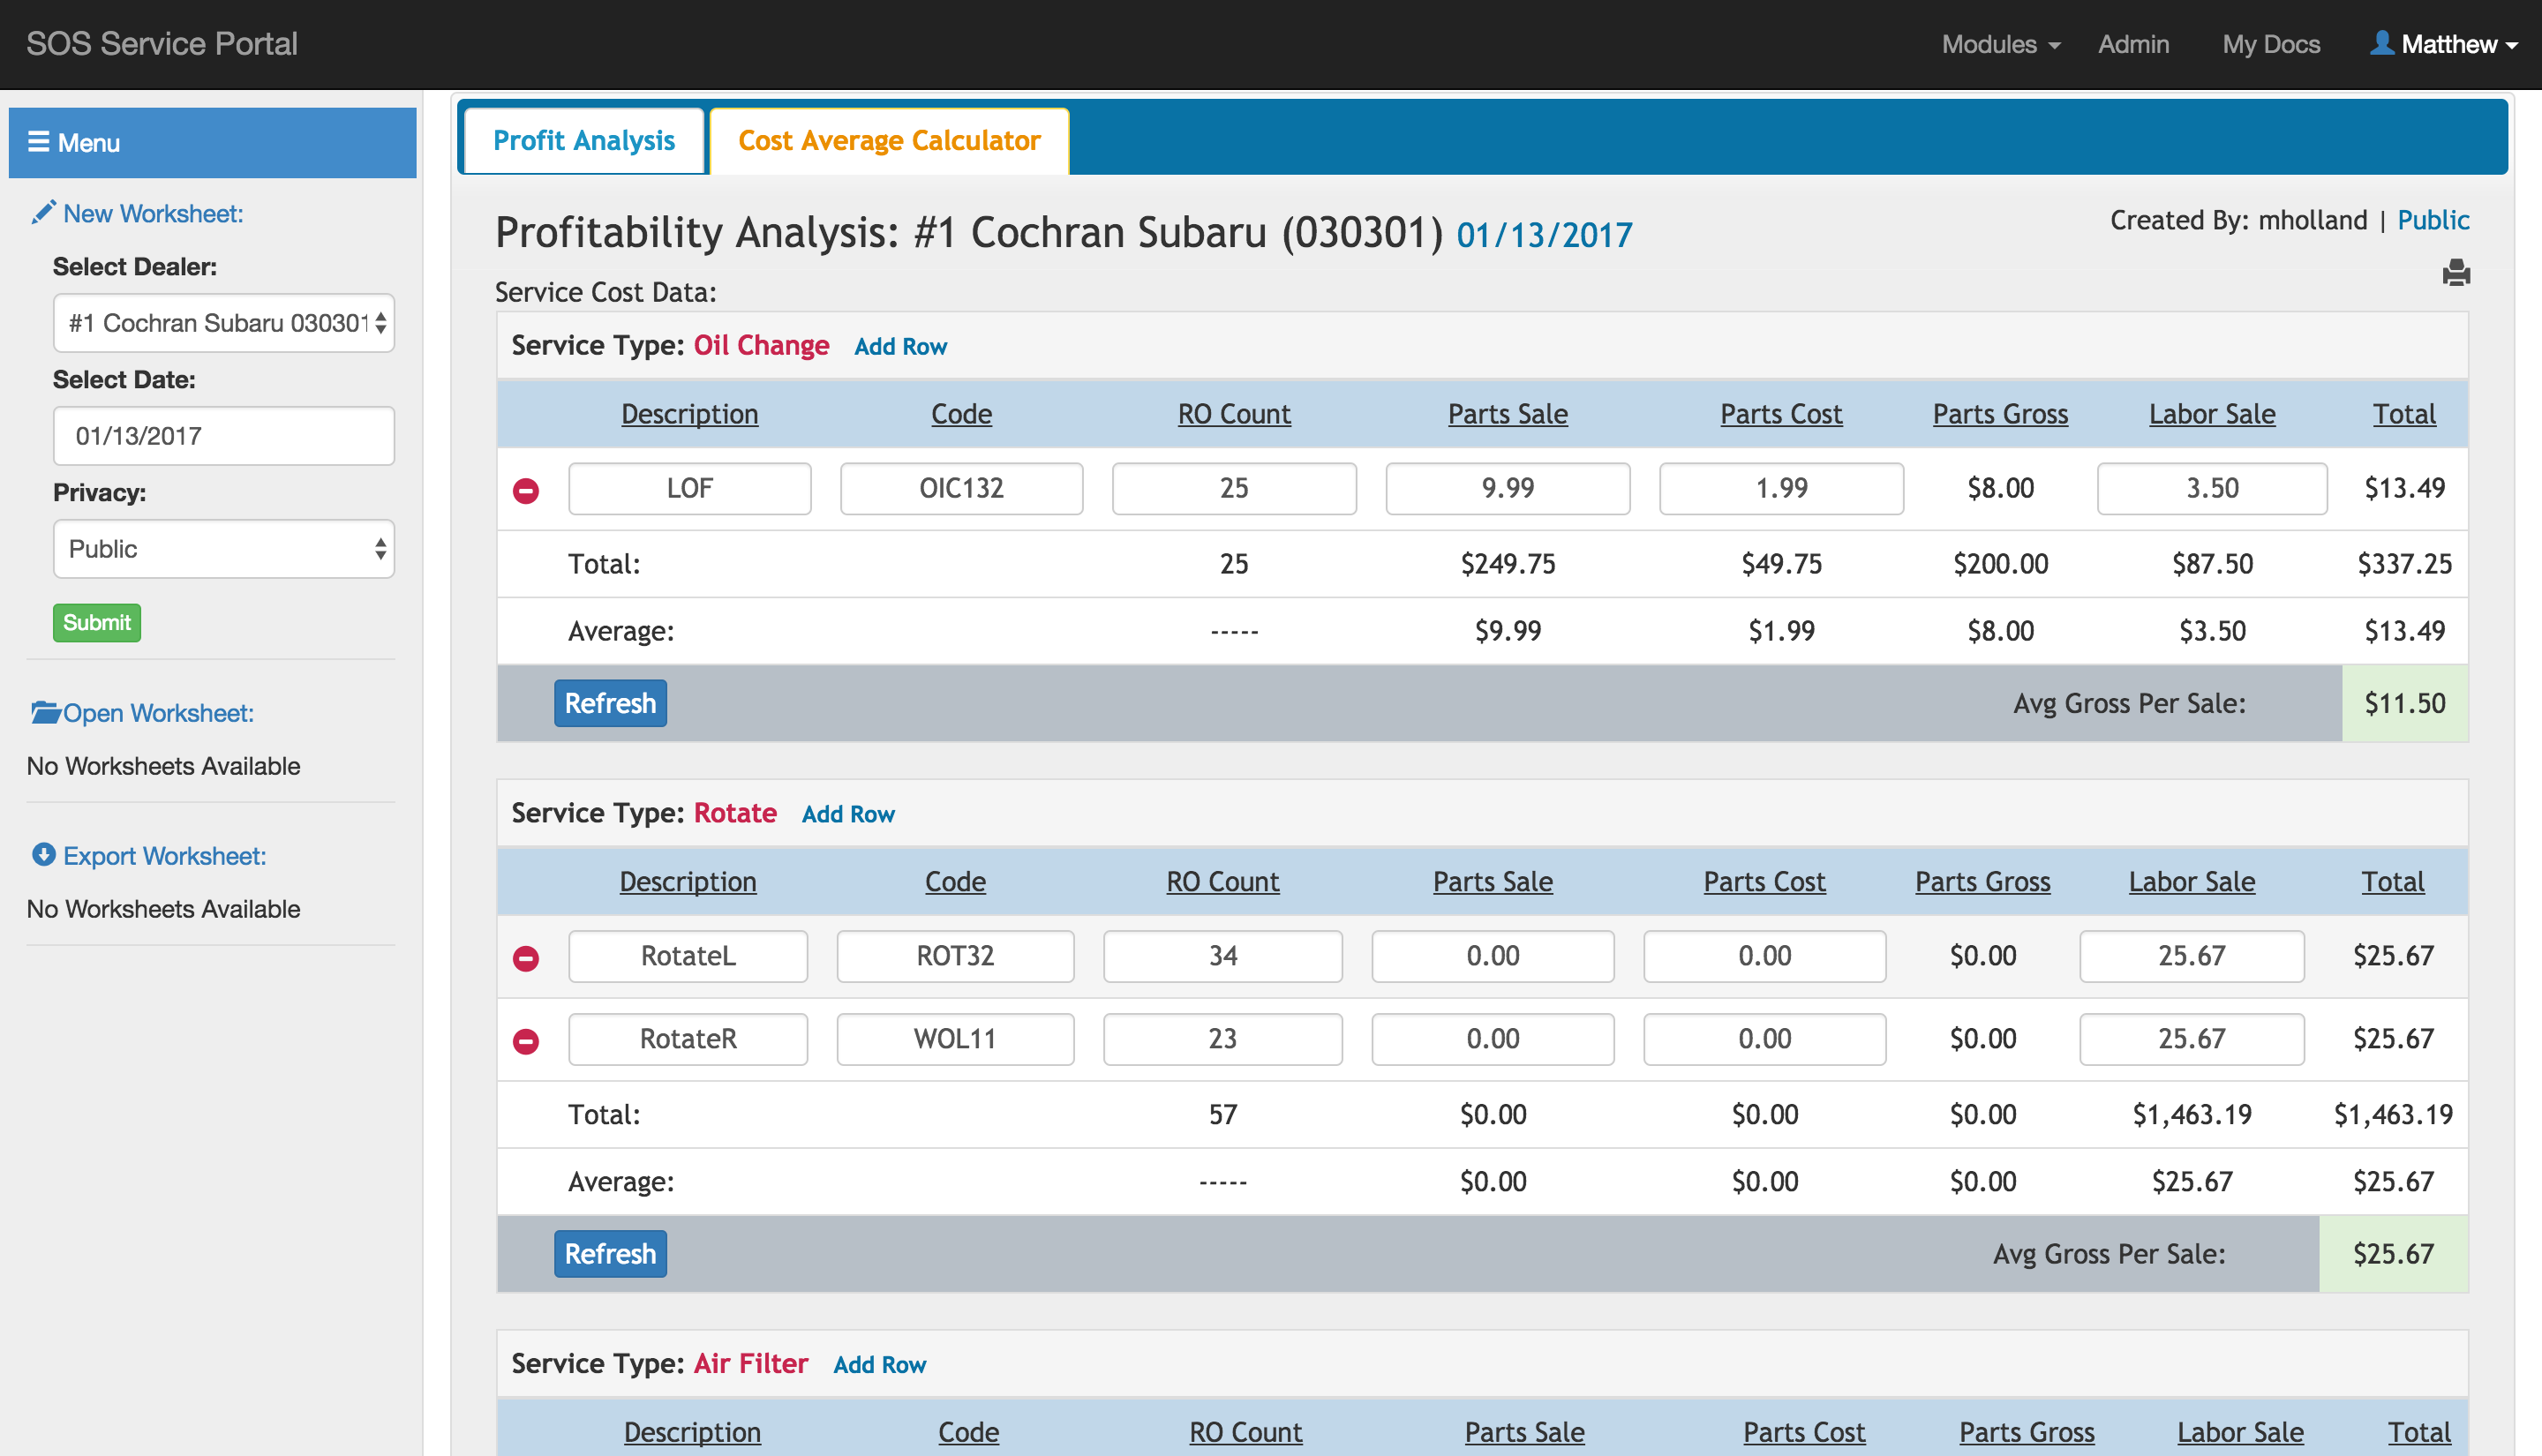 SOS Service Portal Modules Admin My Docs Matthew
Menu
New Worksheet:
Select Dealer:
#1 Cochran Subaru 030301
Select Date:
01/13/2017
Privacy:
Public
Submit
Open Worksheet:
No Worksheets Available
Export Worksheet:
No Worksheets Available
Profit Analysis Cost Average Calculator
Profitability Analysis: #1 Cochran Subaru (030301) 01/13/2017
Created By: mholland | Public
Service Cost Data:
Service Type: Oil Change Add Row
Description Code RO Count Parts Sale Parts Cost Parts Gross Labor Sale Total
LOF OIC132 25 9.99 1.99 $8.00 3.50 $13.49
Total: 25 $249.75 $49.75 $200.00 $87.50 $337.25
Average: ----- $9.99 $1.99 $8.00 $3.50 $13.49
Refresh Avg Gross Per Sale: $11.50
Service Type: Rotate Add Row
Description Code RO Count Parts Sale Parts Cost Parts Gross Labor Sale Total
RotateL ROT32 34 0.00 0.00 $0.00 25.67 $25.67
RotateR WOL11 23 0.00 0.00 $0.00 25.67 $25.67
Total: 57 $0.00 $0.00 $0.00 $1,463.19 $1,463.19
Average: ----- $0.00 $0.00 $0.00 $25.67 $25.67
Refresh Avg Gross Per Sale: $25.67
Service Type: Air Filter Add Row
Description Code RO Count Parts Sale Parts Cost Parts Gross Labor Sale Total